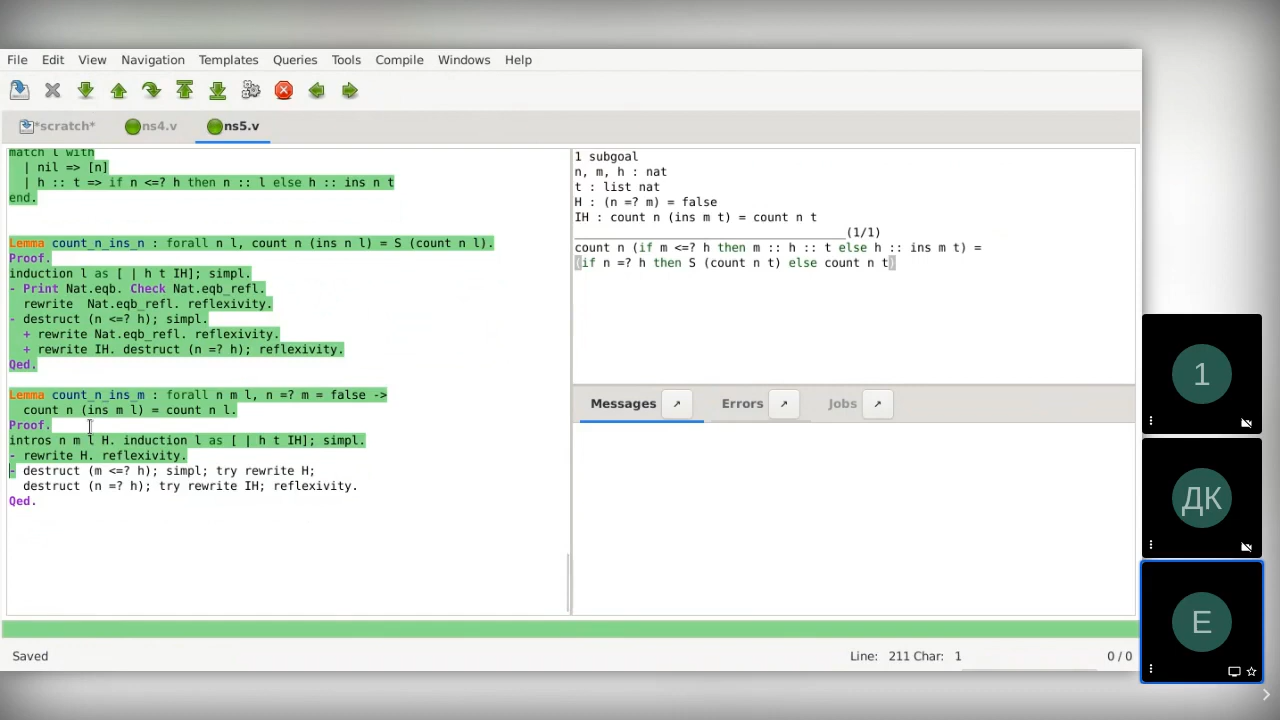 File Edit View Navigation Templates Queries Tools Compile Windows Help
*scratch* ns4.v ns5.v
match l with
| nil => [n]
| h :: t => if n <=? h then n :: l else h :: ins n t
end.
Lemma count_n_ins_n : forall n l, count n (ins n l) = S (count n l).
Proof.
induction l as [ | h t IH]; simpl.
- Print Nat.eqb. Check Nat.eqb_refl.
rewrite  Nat.eqb_refl. reflexivity.
- destruct (n <=? h); simpl.
+ rewrite Nat.eqb_refl. reflexivity.
+ rewrite IH. destruct (n =? h); reflexivity.
Qed.
Lemma count_n_ins_m : forall n m l, n =? m = false ->
count n (ins m l) = count n l.
Proof.
intros n m l H. induction l as [ | h t IH]; simpl.
- rewrite H. reflexivity.
- destruct (m <=? h); simpl; try rewrite H;
destruct (n =? h); try rewrite IH; reflexivity.
Qed.
1 subgoal
n, m, h : nat
t : list nat
H : (n =? m) = false
IH : count n (ins m t) = count n t
______________________________________(1/1)
count n (if m <=? h then m :: h :: t else h :: ins m t) =
(if n =? h then S (count n t) else count n t)
Messages Errors Jobs
Saved
Line: 211 Char: 1
0 / 0
1
ДК
E